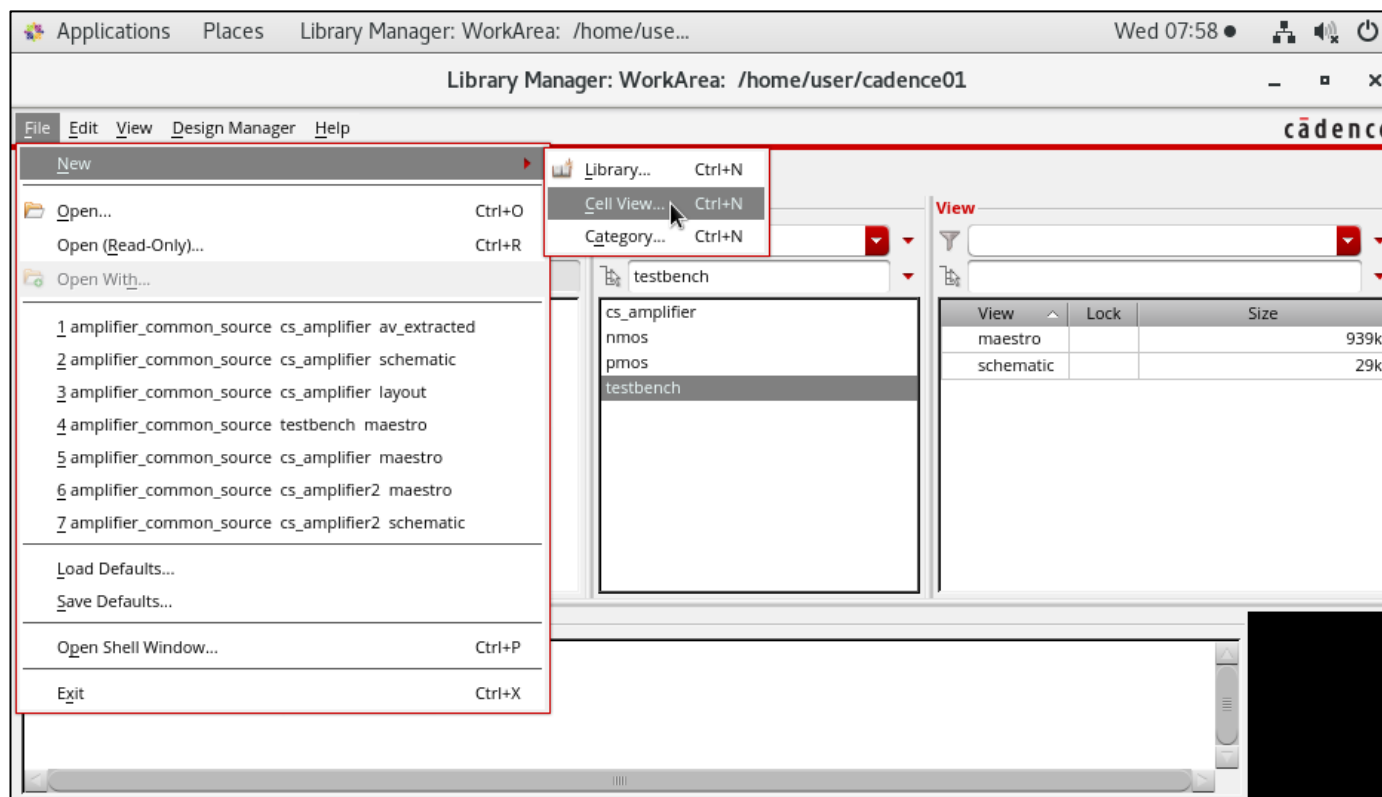 Applications Places Library Manager: WorkArea: /home/use... Wed 07:58
Library Manager: WorkArea: /home/user/cadence01
File Edit View Design Manager Help cādenc
New
Library... Ctrl+N
Cell View... Ctrl+N
Category... Ctrl+N
Open... Ctrl+O
Open (Read-Only)... Ctrl+R
Open With...
1 amplifier_common_source cs_amplifier av_extracted
2 amplifier_common_source cs_amplifier schematic
3 amplifier_common_source cs_amplifier layout
4 amplifier_common_source testbench maestro
5 amplifier_common_source cs_amplifier maestro
6 amplifier_common_source cs_amplifier2 maestro
7 amplifier_common_source cs_amplifier2 schematic
Load Defaults...
Save Defaults...
Open Shell Window... Ctrl+P
Exit Ctrl+X
testbench
cs_amplifier
nmos
pmos
testbench
View
View Lock Size
maestro 939k
schematic 29k